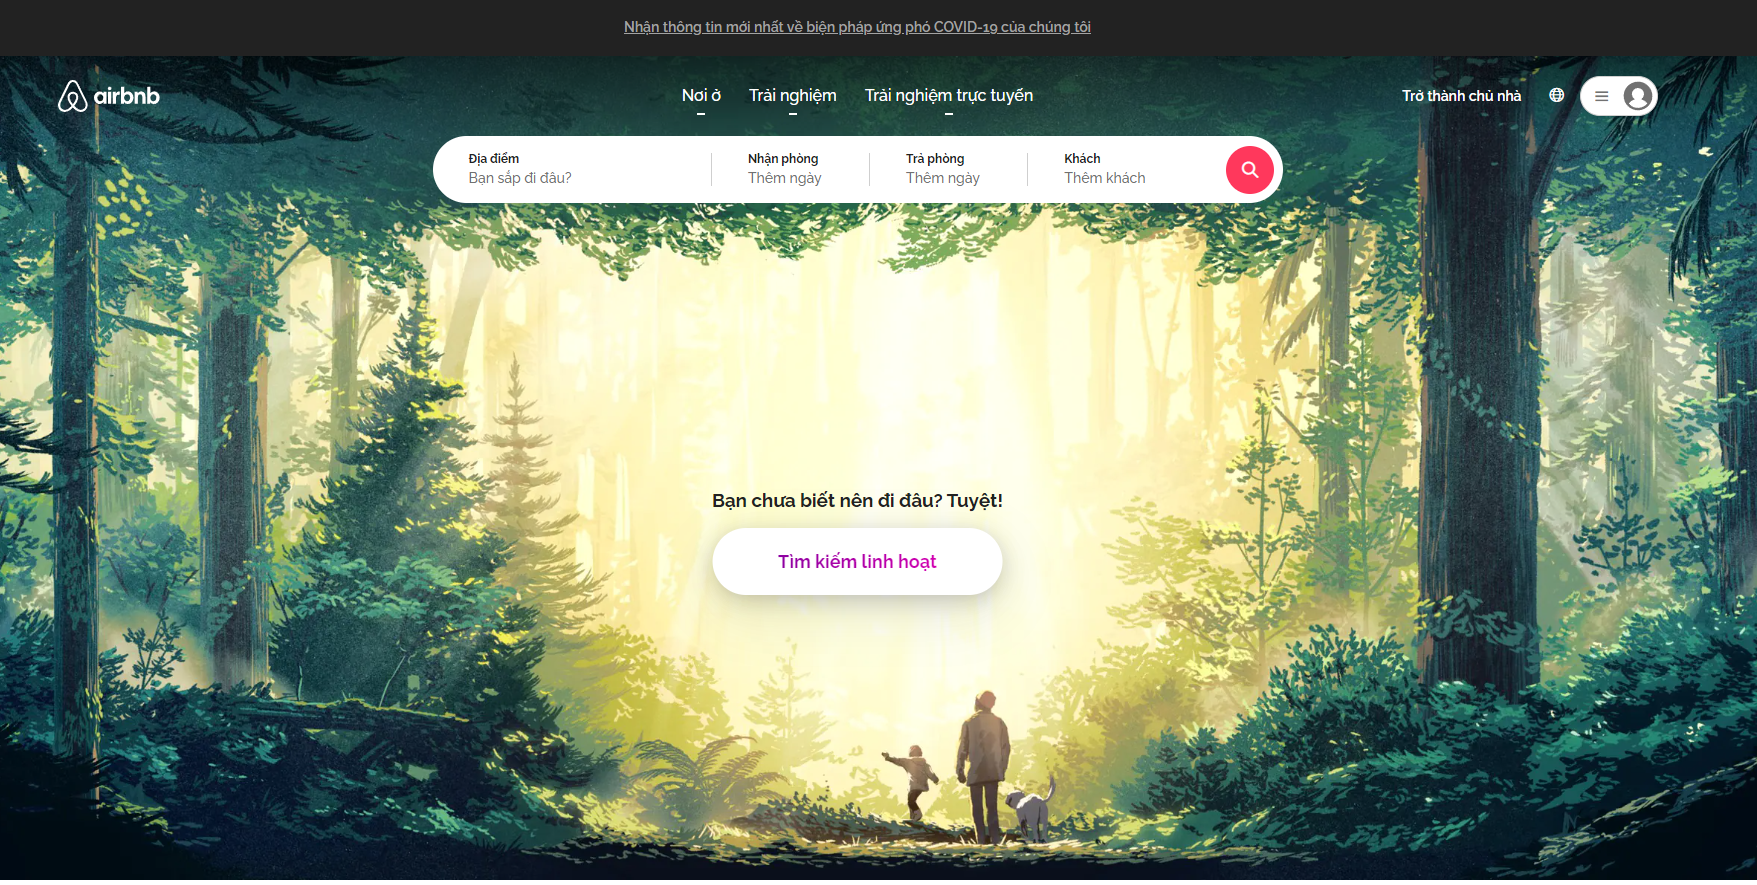 Nhận thông tin mới nhất về biện pháp ứng phó COVID-19 của chúng tôi
airbnb
Nơi ở Trải nghiệm Trải nghiệm trực tuyến
Trở thành chủ nhà
Địa điểm Nhận phòng Trả phòng Khách
Bạn sắp đi đâu? Thêm ngày Thêm ngày Thêm khách
Bạn chưa biết nên đi đâu? Tuyệt!
Tìm kiếm linh hoạt